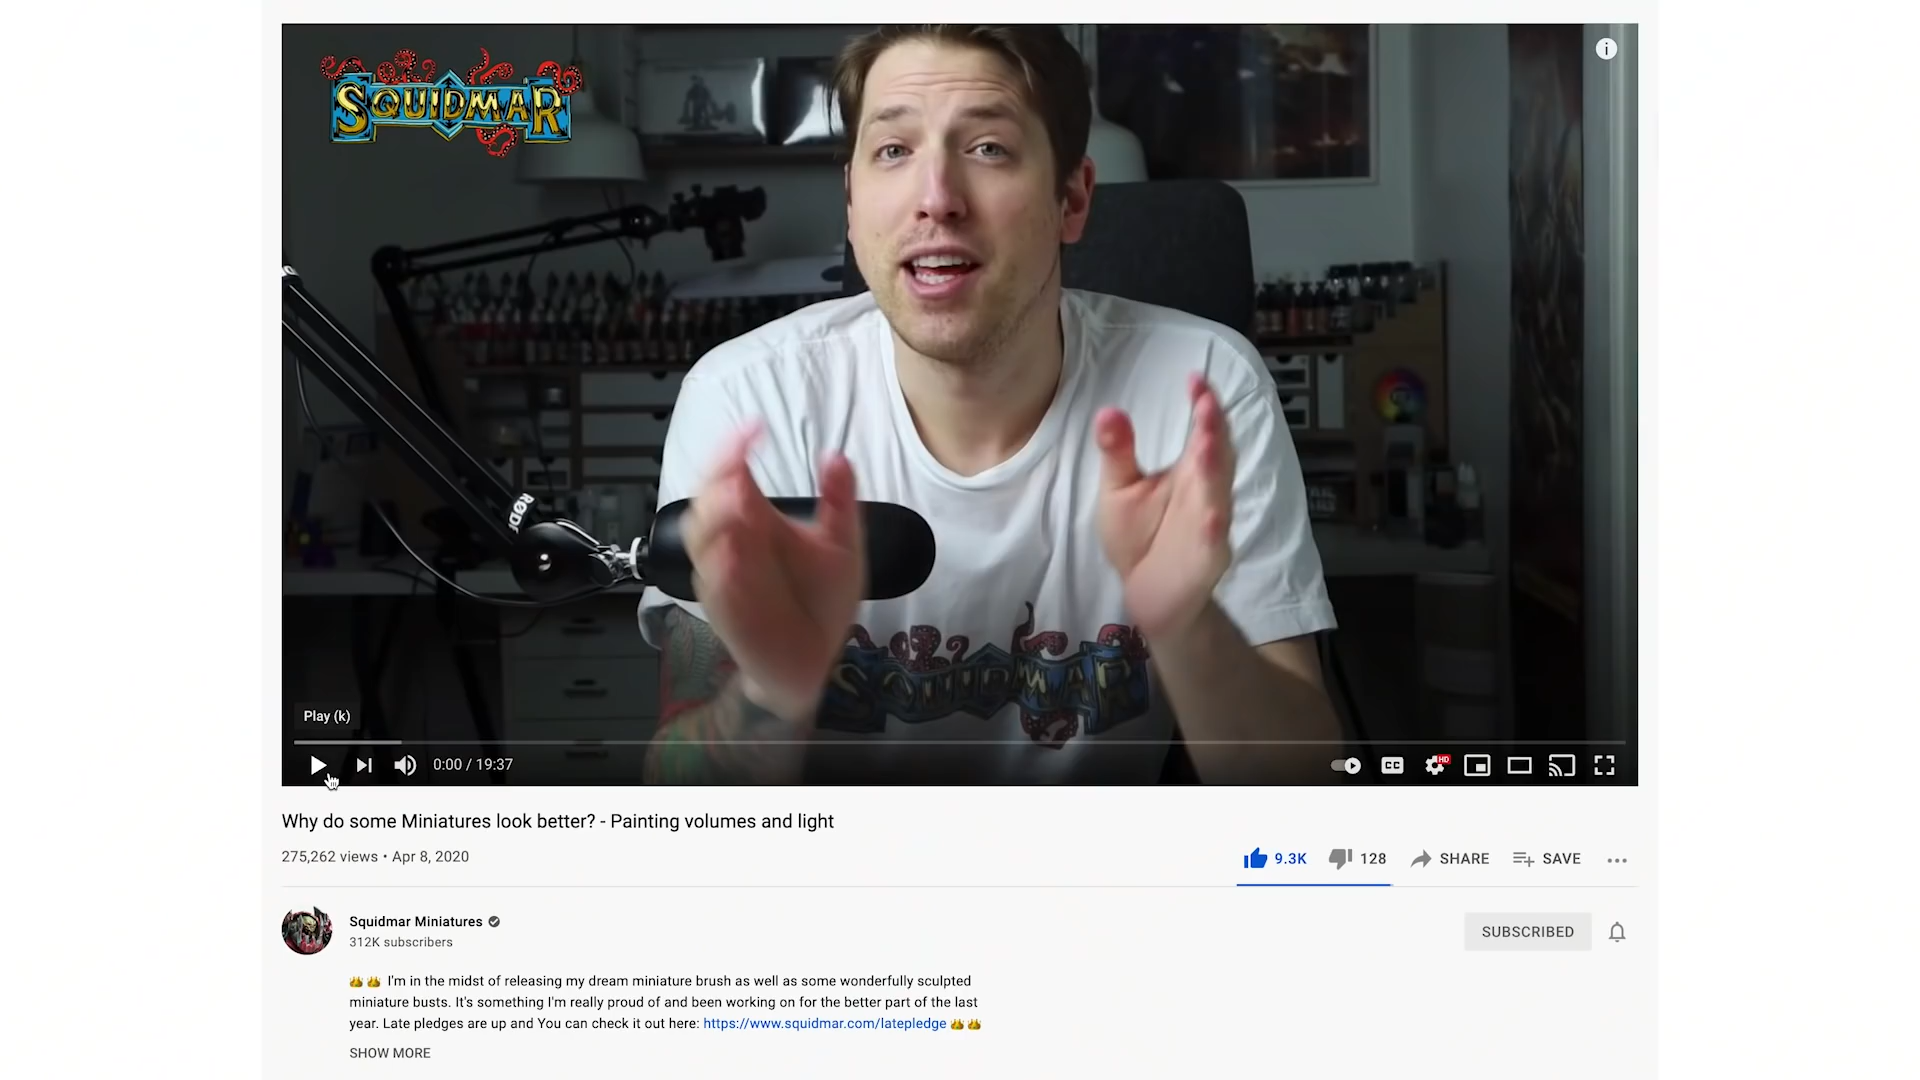 SQUIDMAR
RØDE
SQUIDMAR
Play (k)
0:00 / 19:37
CC
HD
Why do some Miniatures look better? - Painting volumes and light
275,262 views • Apr 8, 2020
9.3K
128
SHARE
SAVE
Squidmar Miniatures
312K subscribers
SUBSCRIBED
👑👑 I'm in the midst of releasing my dream miniature brush as well as some wonderfully sculpted
miniature busts. It's something I'm really proud of and been working on for the better part of the last
year. Late pledges are up and You can check it out here: https://www.squidmar.com/latepledge 👑👑
SHOW MORE